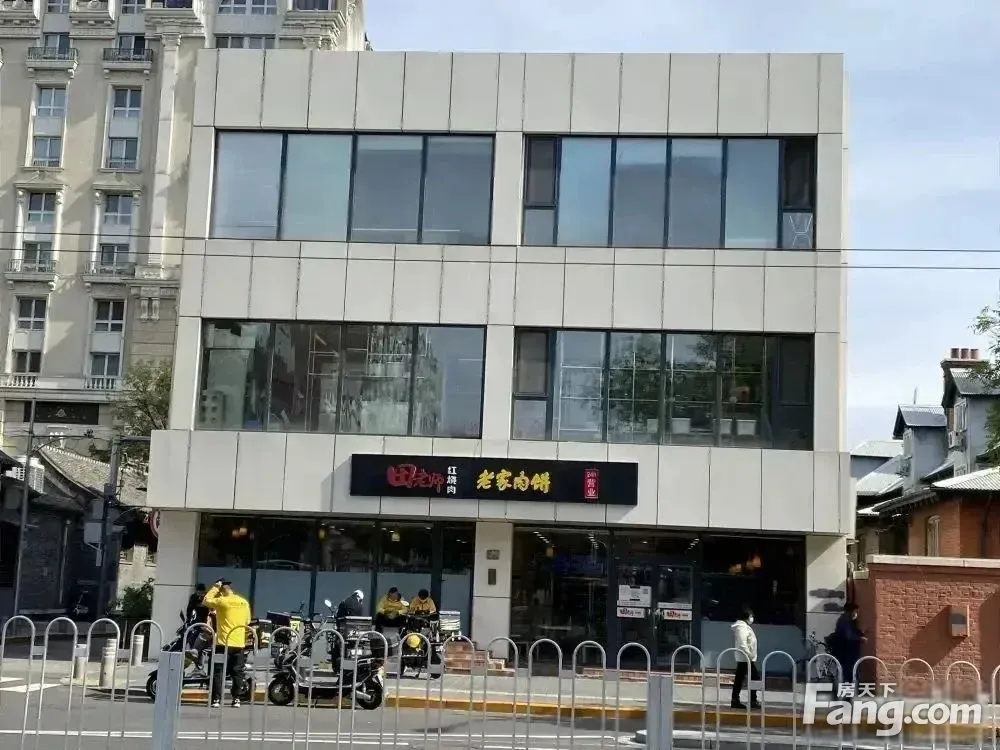 田老师
红烧肉
老家肉饼
24h
营业
房天下
Fang.com